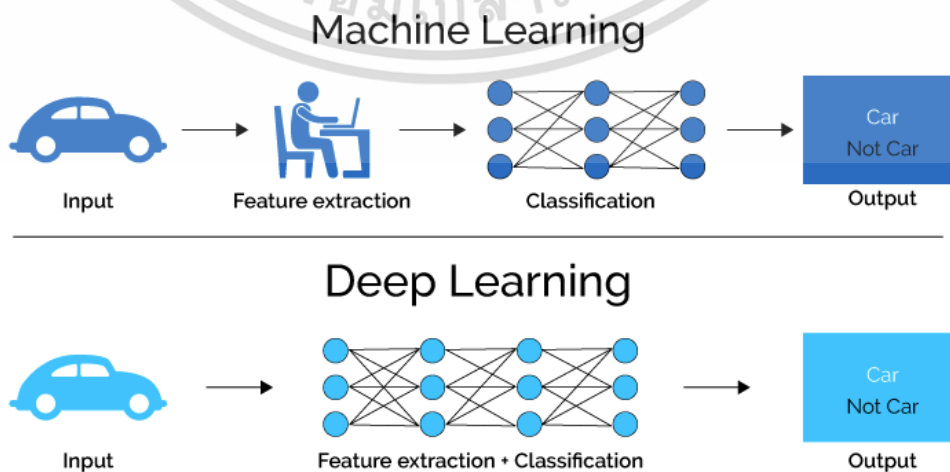 Machine Learning
Car
Not Car
Input
Feature extraction
Classification
Output
Deep Learning
Car
Not Car
Input
Feature extraction + Classification
Output